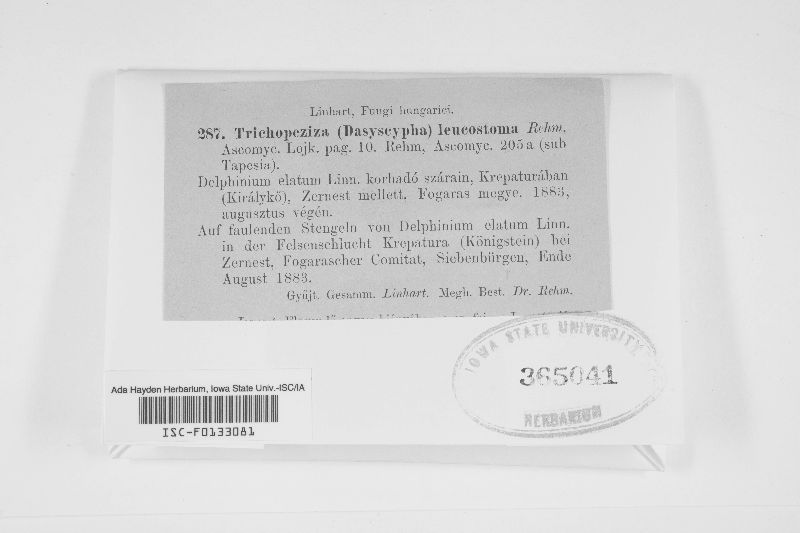 Linhart, Fungi hungarici.
287. Trichopeziza (Dasyscypha) leucostoma Rehm.
Ascomyc. Lojk. pag. 10. Rehm, Ascomyc. 205a (sub
Tapesia).
Delphinium elatum Linn. korhadó szárain, Krepaturában
(Királykő), Zernest mellett. Fogaras megye. 1883,
augusztus végén.
Auf faulenden Stengeln von Delphinium elatum Linn.
in der Felsenschlucht Krepatura (Königstein) bei
Zernest, Fogarascher Comitat, Siebenbürgen, Ende
August 1883.
Gyűjt. Gesamm. Linhart. Megh. Best. Dr. Rehm.
IOWA STATE UNIVERSITY
365041
HERBARIUM
Ada Hayden Herbarium, Iowa State Univ.-ISC/IA
ISC-F0133081